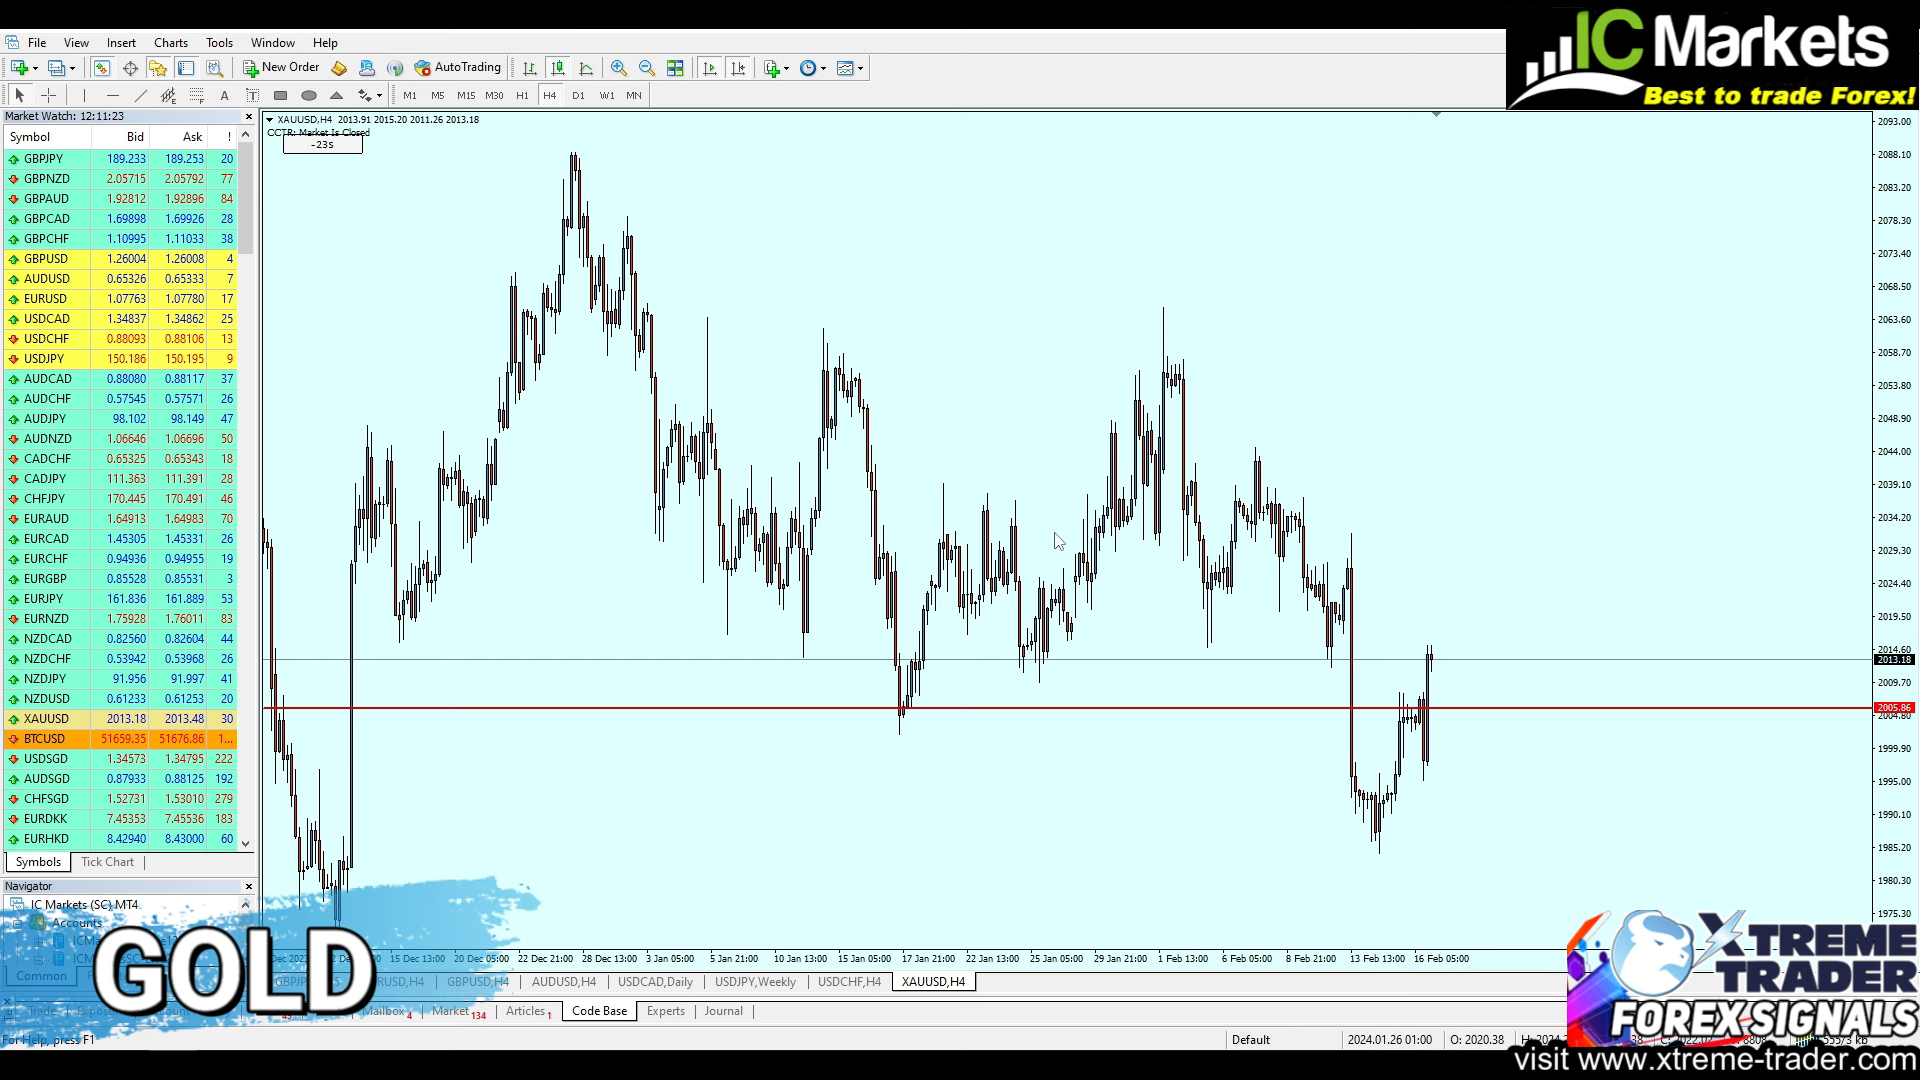 IC Markets
Best to trade Forex!
File View Insert Charts Tools Window Help
New Order AutoTrading
A T M1 M5 M15 M30 H1 H4 D1 W1 MN
Market Watch: 12:11:23
Symbol Bid Ask !
GBPJPY 189.233 189.253 20
GBPNZD 2.05715 2.05792 77
GBPAUD 1.92812 1.92896 84
GBPCAD 1.69898 1.69926 28
GBPCHF 1.10995 1.11033 38
GBPUSD 1.26004 1.26008 4
AUDUSD 0.65326 0.65333 7
EURUSD 1.07763 1.07780 17
USDCAD 1.34837 1.34862 25
USDCHF 0.88093 0.88106 13
USDJPY 150.186 150.195 9
AUDCAD 0.88080 0.88117 37
AUDCHF 0.57545 0.57571 26
AUDJPY 98.102 98.149 47
AUDNZD 1.06646 1.06696 50
CADCHF 0.65325 0.65343 18
CADJPY 111.363 111.391 28
CHFJPY 170.445 170.491 46
EURAUD 1.64913 1.64983 70
EURCAD 1.45305 1.45331 26
EURCHF 0.94936 0.94955 19
EURGBP 0.85528 0.85531 3
EURJPY 161.836 161.889 53
EURNZD 1.75928 1.76011 83
NZDCAD 0.82560 0.82604 44
NZDCHF 0.53942 0.53968 26
NZDJPY 91.956 91.997 41
NZDUSD 0.61233 0.61253 20
XAUUSD 2013.18 2013.48 30
BTCUSD 51659.35 51676.86 1...
USDSGD 1.34573 1.34795 222
AUDSGD 0.87933 0.88125 192
CHFSGD 1.52731 1.53010 279
EURDKK 7.45353 7.45536 183
EURHKD 8.42940 8.43000 60
Symbols Tick Chart
Navigator
IC Markets (SC) MT4
Accounts
Common
XAUUSD,H4 2013.91 2015.20 2011.26 2013.18
CCTR: Market Is Closed
-23s
2093.00
2088.10
2083.20
2078.30
2073.40
2068.50
2063.60
2058.70
2053.80
2048.90
2044.00
2039.10
2034.20
2029.30
2024.40
2019.50
2014.60
2013.18
2009.70
2005.86
2004.80
1999.90
1995.00
1990.10
1985.20
1980.30
1975.30
Dec 2023 15 Dec 13:00 20 Dec 05:00 22 Dec 21:00 28 Dec 13:00 3 Jan 05:00 5 Jan 21:00 10 Jan 13:00 15 Jan 05:00 17 Jan 21:00 22 Jan 13:00 25 Jan 05:00 29 Jan 21:00 1 Feb 13:00 6 Feb 05:00 8 Feb 21:00 13 Feb 13:00 16 Feb 05:00
GBPUSD,H4 AUDUSD,H4 USDCAD,Daily USDJPY,Weekly USDCHF,H4 XAUUSD,H4
Mailbox 4 Market 134 Articles 1 Code Base Experts Journal
For Help, press F1
Default 2024.01.26 01:00 O: 2020.38
GOLD
XTREME
TRADER
FOREX SIGNALS
visit www.xtreme-trader.com